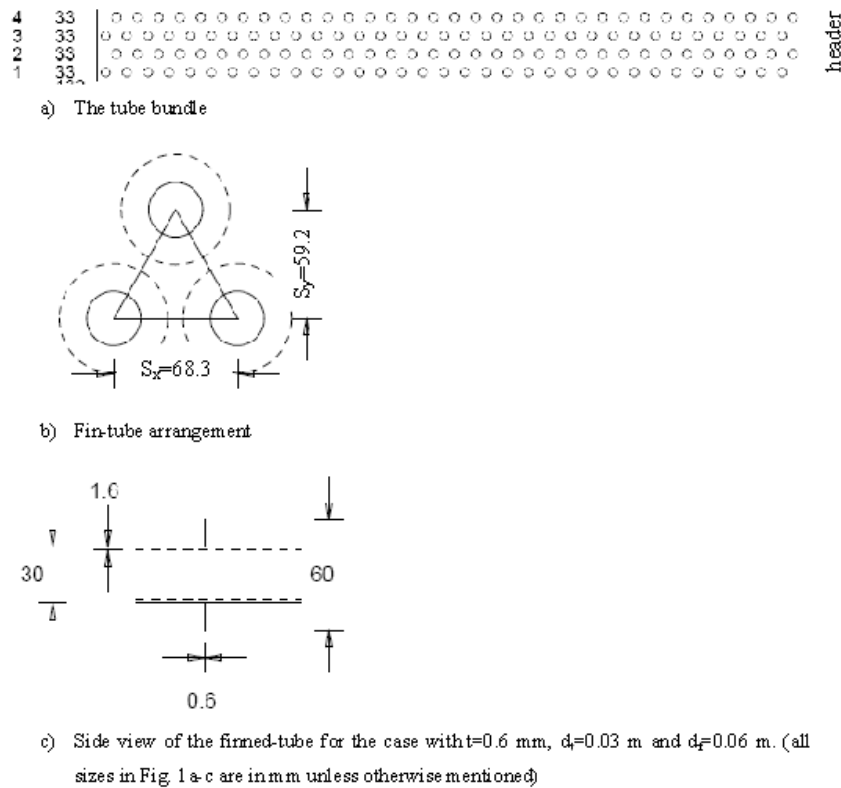 4 33
3 33
2 33
1 33
header
a) The tube bundle
Sy=59.2
Sx=68.3
b) Fin-tube arrangement
1.6
30
60
0.6
c) Side view of the finned-tube for the case with t=0.6 mm, dr=0.03 m and df=0.06 m. (all
sizes in Fig. 1 a-c are in mm unless otherwise mentioned)